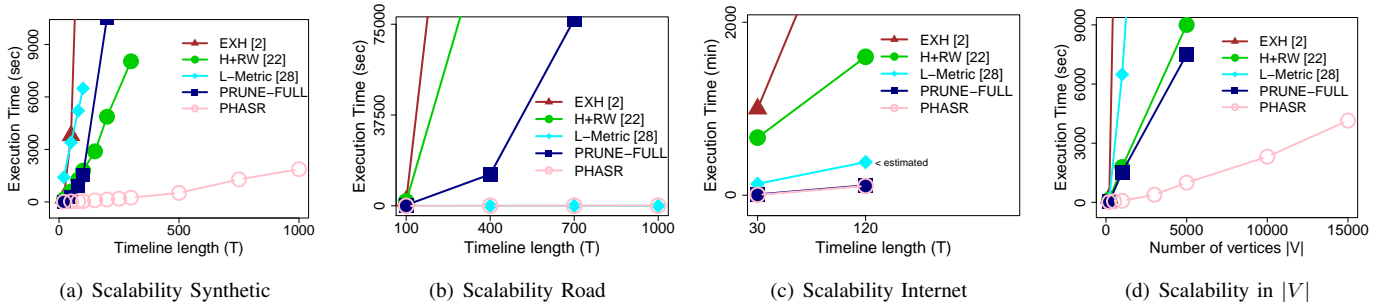 Execution Time (sec)
0 3000 6000 9000
EXH [2]
H+RW [22]
L−Metric [28]
PRUNE−FULL
PHASR
0 500 1000
Timeline length (T)
(a) Scalability Synthetic
Execution Time (sec)
0 37500 75000
EXH [2]
H+RW [22]
L−Metric [28]
PRUNE−FULL
PHASR
100 400 700 1000
Timeline length (T)
(b) Scalability Road
Execution Time (min)
0 2000
EXH [2]
H+RW [22]
L−Metric [28]
PRUNE−FULL
PHASR
< estimated
30 120
Timeline length (T)
(c) Scalability Internet
Execution Time (sec)
0 3000 6000 9000
EXH [2]
H+RW [22]
L−Metric [28]
PRUNE−FULL
PHASR
0 5000 10000 15000
Number of vertices |V|
(d) Scalability in |V|